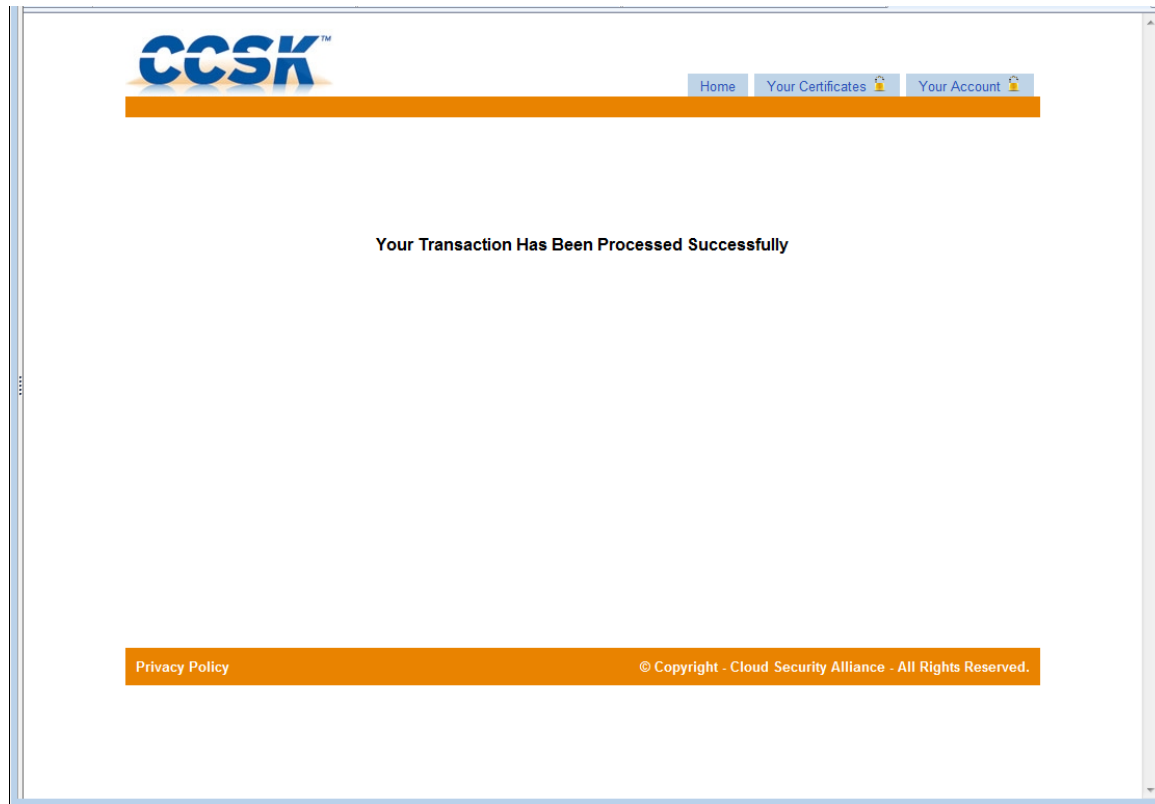 CCSK™
Home Your Certificates Your Account
Your Transaction Has Been Processed Successfully
Privacy Policy © Copyright - Cloud Security Alliance - All Rights Reserved.